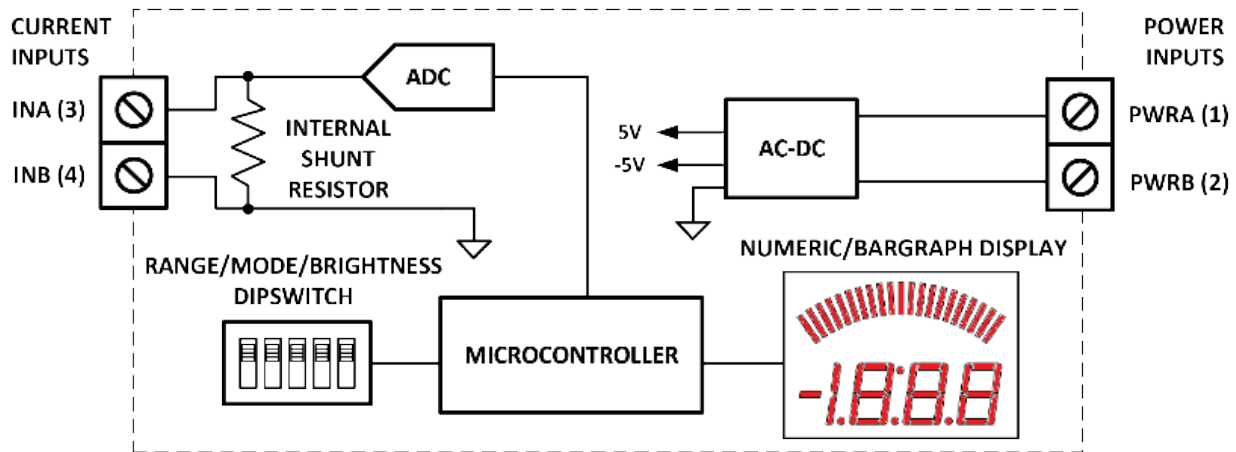 CURRENT
INPUTS
INA (3)
INB (4)
ADC
INTERNAL
SHUNT
RESISTOR
5V
-5V
AC-DC
POWER
INPUTS
PWRA (1)
PWRB (2)
RANGE/MODE/BRIGHTNESS
DIPSWITCH
MICROCONTROLLER
NUMERIC/BARGRAPH DISPLAY
-1.8:8.8